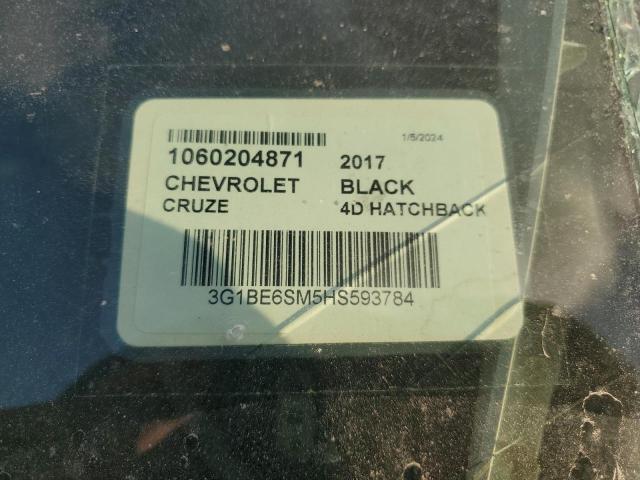 1/5/2024
1060204871 2017
CHEVROLET BLACK
CRUZE 4D HATCHBACK
3G1BE6SM5HS593784